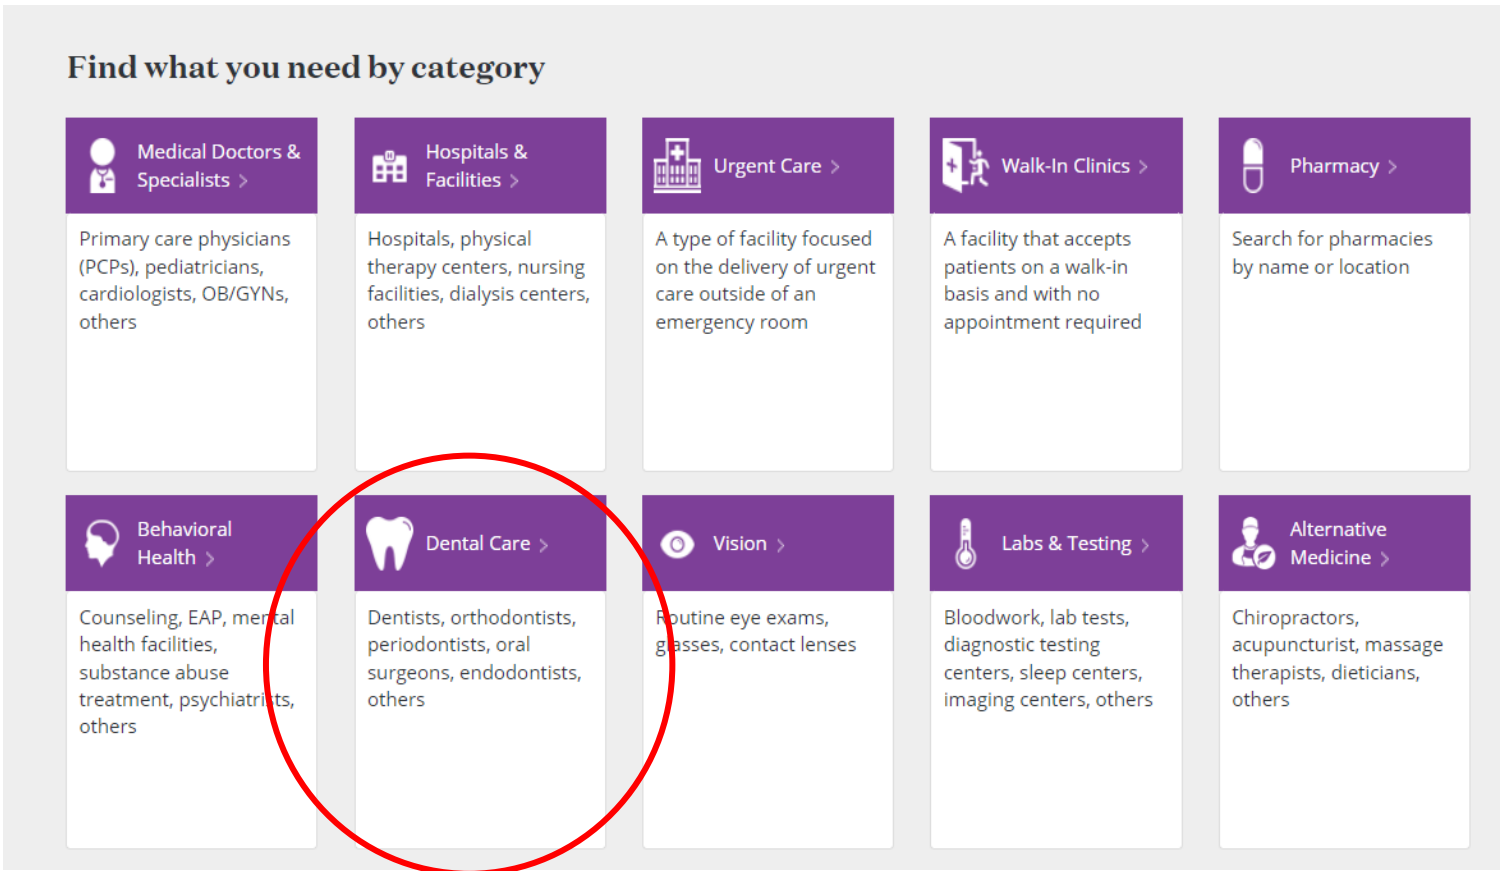 Find what you need by category
Medical Doctors &
Specialists >
Primary care physicians
(PCPs), pediatricians,
cardiologists, OB/GYNs,
others
Hospitals &
Facilities >
Hospitals, physical
therapy centers, nursing
facilities, dialysis centers,
others
Urgent Care >
A type of facility focused
on the delivery of urgent
care outside of an
emergency room
Walk-In Clinics >
A facility that accepts
patients on a walk-in
basis and with no
appointment required
Pharmacy >
Search for pharmacies
by name or location
Behavioral
Health >
Counseling, EAP, mental
health facilities,
substance abuse
treatment, psychiatrists,
others
Dental Care >
Dentists, orthodontists,
periodontists, oral
surgeons, endodontists,
others
Vision >
Routine eye exams,
glasses, contact lenses
Labs & Testing >
Bloodwork, lab tests,
diagnostic testing
centers, sleep centers,
imaging centers, others
Alternative
Medicine >
Chiropractors,
acupuncturist, massage
therapists, dieticians,
others